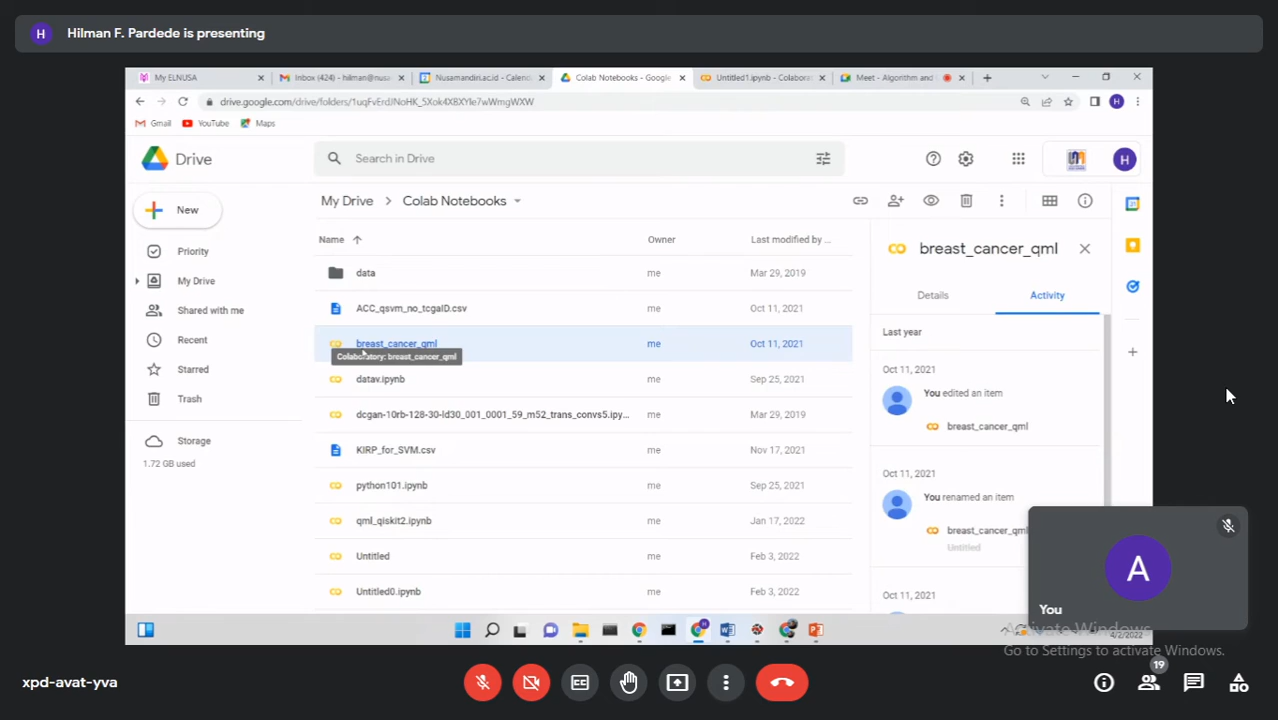 H Hilman F. Pardede is presenting
My ELNUSA
Inbox (424) - hilman@nusa
Nusamandiri.ac.id - Calend
Colab Notebooks - Google
Untitled1.ipynb - Colaborat
Meet - Algorithm and
drive.google.com/drive/folders/1uqFvErdJNoHK_5Xok4X8XYle7wWmgWXW
H
Gmail
YouTube
Maps
Drive
Search in Drive
H
New
My Drive > Colab Notebooks
breast_cancer_qml
Name
Owner
Last modified by ...
Details
Activity
Priority
My Drive
Shared with me
Recent
Starred
Trash
Storage
1.72 GB used
data me Mar 29, 2019
ACC_qsvm_no_tcgaID.csv me Oct 11, 2021
breast_cancer_qml me Oct 11, 2021
Colaboratory: breast_cancer_qml
datav.ipynb me Sep 25, 2021
dcgan-10rb-128-30-ld30_001_0001_59_m52_trans_convs5.ipy... me Mar 29, 2019
KIRP_for_SVM.csv me Nov 17, 2021
python101.ipynb me Sep 25, 2021
qml_qiskit2.ipynb me Jan 17, 2022
Untitled me Feb 3, 2022
Untitled0.ipynb me Feb 3, 2022
Last year
Oct 11, 2021
You edited an item
breast_cancer_qml
Oct 11, 2021
You renamed an item
breast_cancer_qml
Untitled
Oct 11, 2021
A
You
4/2/2022
Activate Windows
Go to Settings to activate Windows.
xpd-avat-yva
19